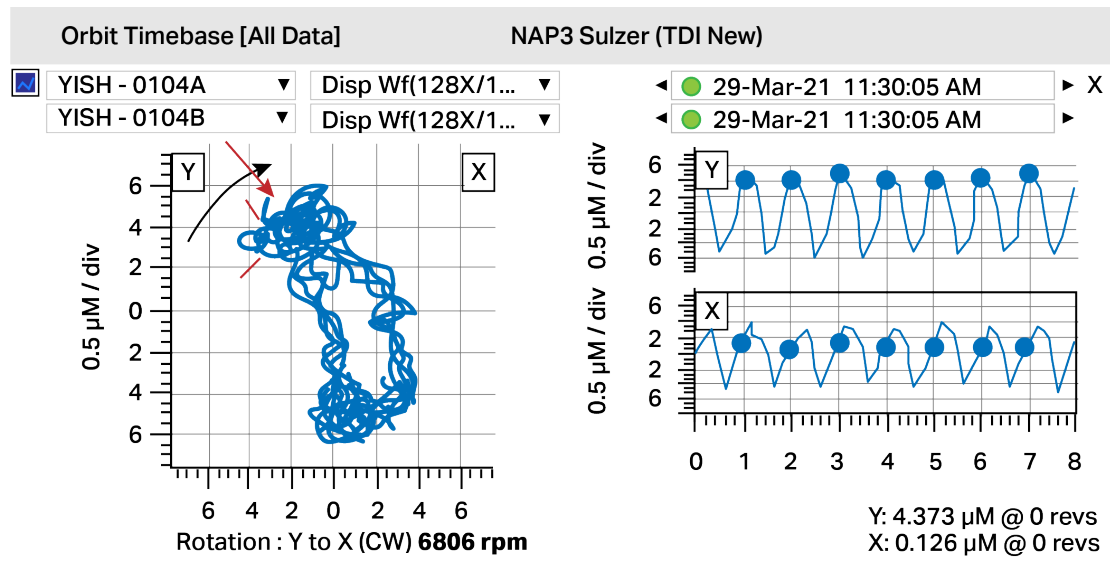 Orbit Timebase [All Data] NAP3 Sulzer (TDI New)
YISH - 0104A Disp Wf(128X/1... 29-Mar-21 11:30:05 AM X
YISH - 0104B Disp Wf(128X/1... 29-Mar-21 11:30:05 AM
Y X
0.5 µM / div
6
4
2
0
2
4
6
6 4 2 0 2 4 6
Rotation : Y to X (CW) 6806 rpm
0.5 µM / div
Y
6
2
2
6
0.5 µM / div
X
6
2
2
6
0 1 2 3 4 5 6 7 8
Y: 4.373 µM @ 0 revs
X: 0.126 µM @ 0 revs